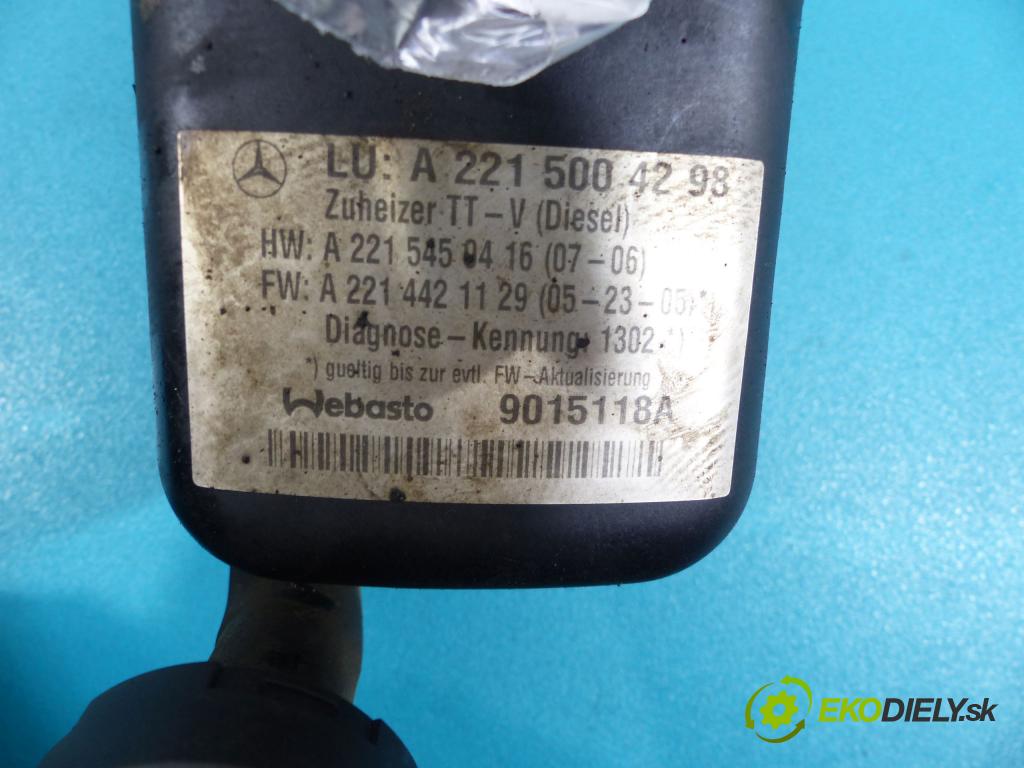 LU: A 221 500 42 98
Zuheizer TT-V (Diesel)
HW: A 221 545 04 16 (07-06)
FW: A 221 442 11 29 (05-23-05)*)
Diagnose-Kennung: 1302 *)
*) gueltig bis zur evtl. FW-Aktualisierung
Webasto 9015118A
EKODIELY.sk